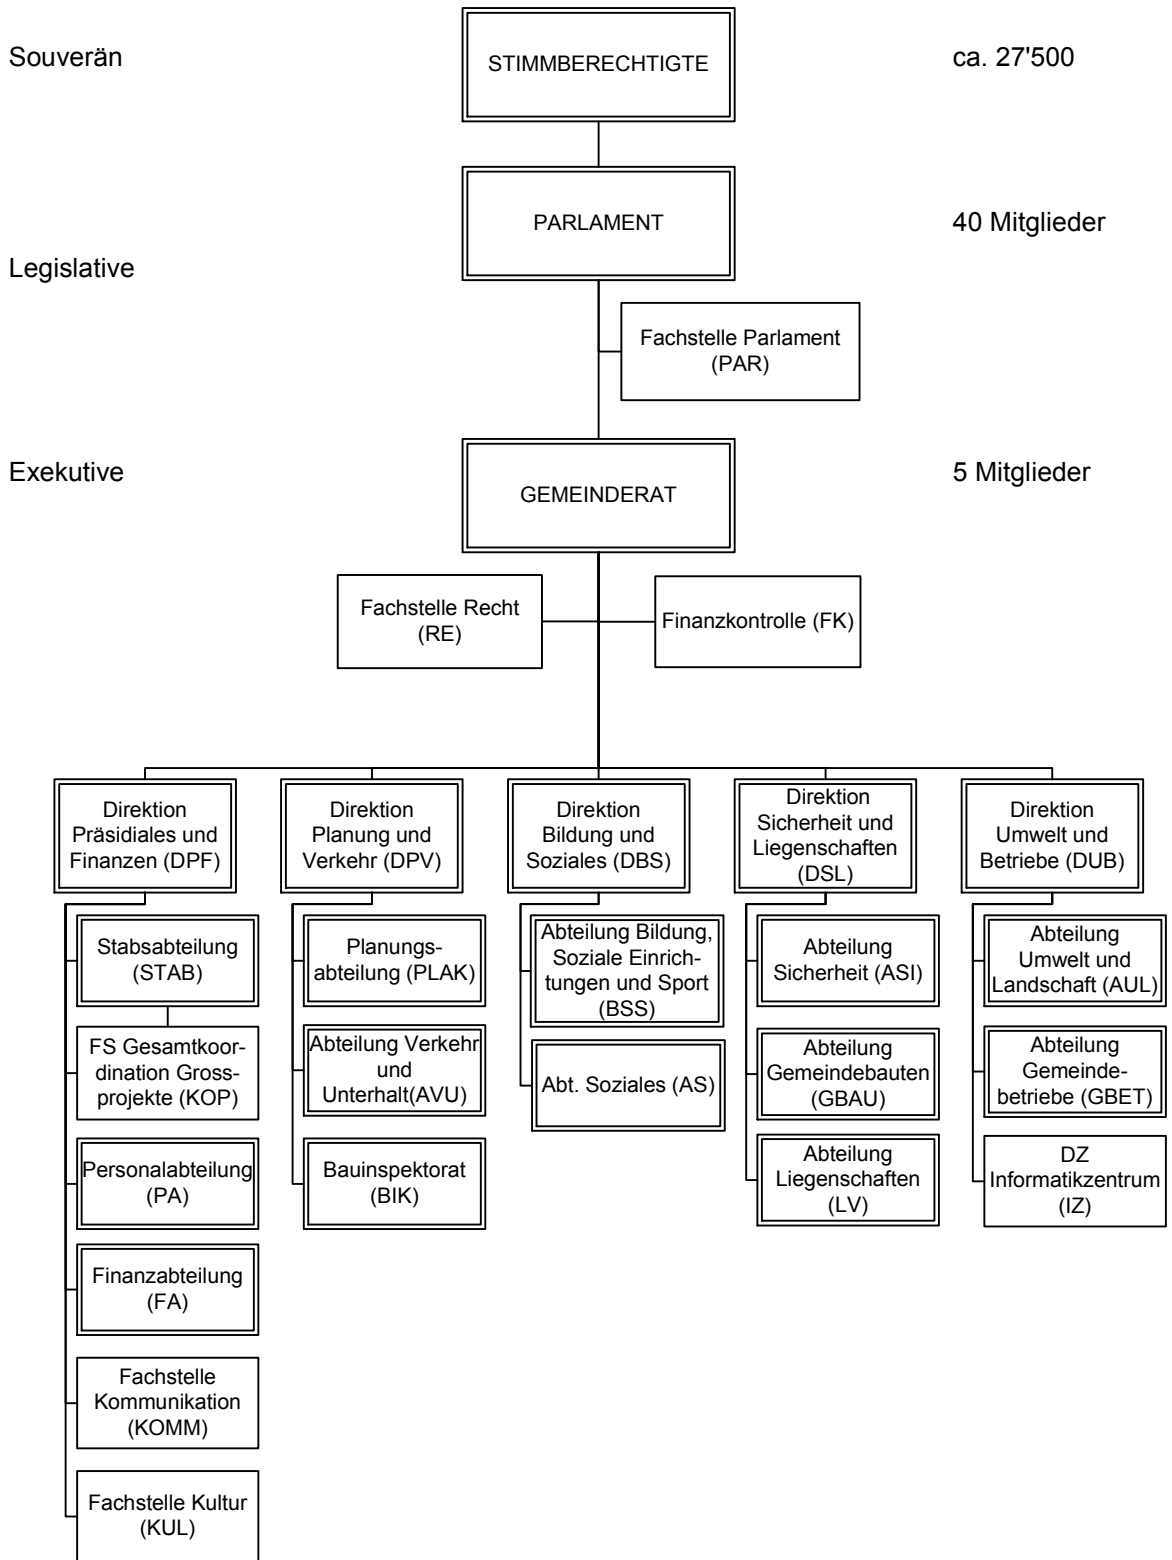 Souverän
STIMMBERECHTIGTE
ca. 27'500
PARLAMENT
40 Mitglieder
Legislative
Fachstelle Parlament
(PAR)
Exekutive
GEMEINDERAT
5 Mitglieder
Fachstelle Recht
(RE)
Finanzkontrolle (FK)
Direktion
Präsidiales und
Finanzen (DPF)
Direktion
Planung und
Verkehr (DPV)
Direktion
Bildung und
Soziales (DBS)
Direktion
Sicherheit und
Liegenschaften
(DSL)
Direktion
Umwelt und
Betriebe (DUB)
Stabsabteilung
(STAB)
FS Gesamtkoor-
dination Gross-
projekte (KOP)
Personalabteilung
(PA)
Finanzabteilung
(FA)
Fachstelle
Kommunikation
(KOMM)
Fachstelle Kultur
(KUL)
Planungs-
abteilung (PLAK)
Abteilung Verkehr
und
Unterhalt(AVU)
Bauinspektorat
(BIK)
Abteilung Bildung,
Soziale Einrich-
tungen und Sport
(BSS)
Abt. Soziales (AS)
Abteilung
Sicherheit (ASI)
Abteilung
Gemeindebauten
(GBAU)
Abteilung
Liegenschaften
(LV)
Abteilung
Umwelt und
Landschaft (AUL)
Abteilung
Gemeinde-
betriebe (GBET)
DZ
Informatikzentrum
(IZ)